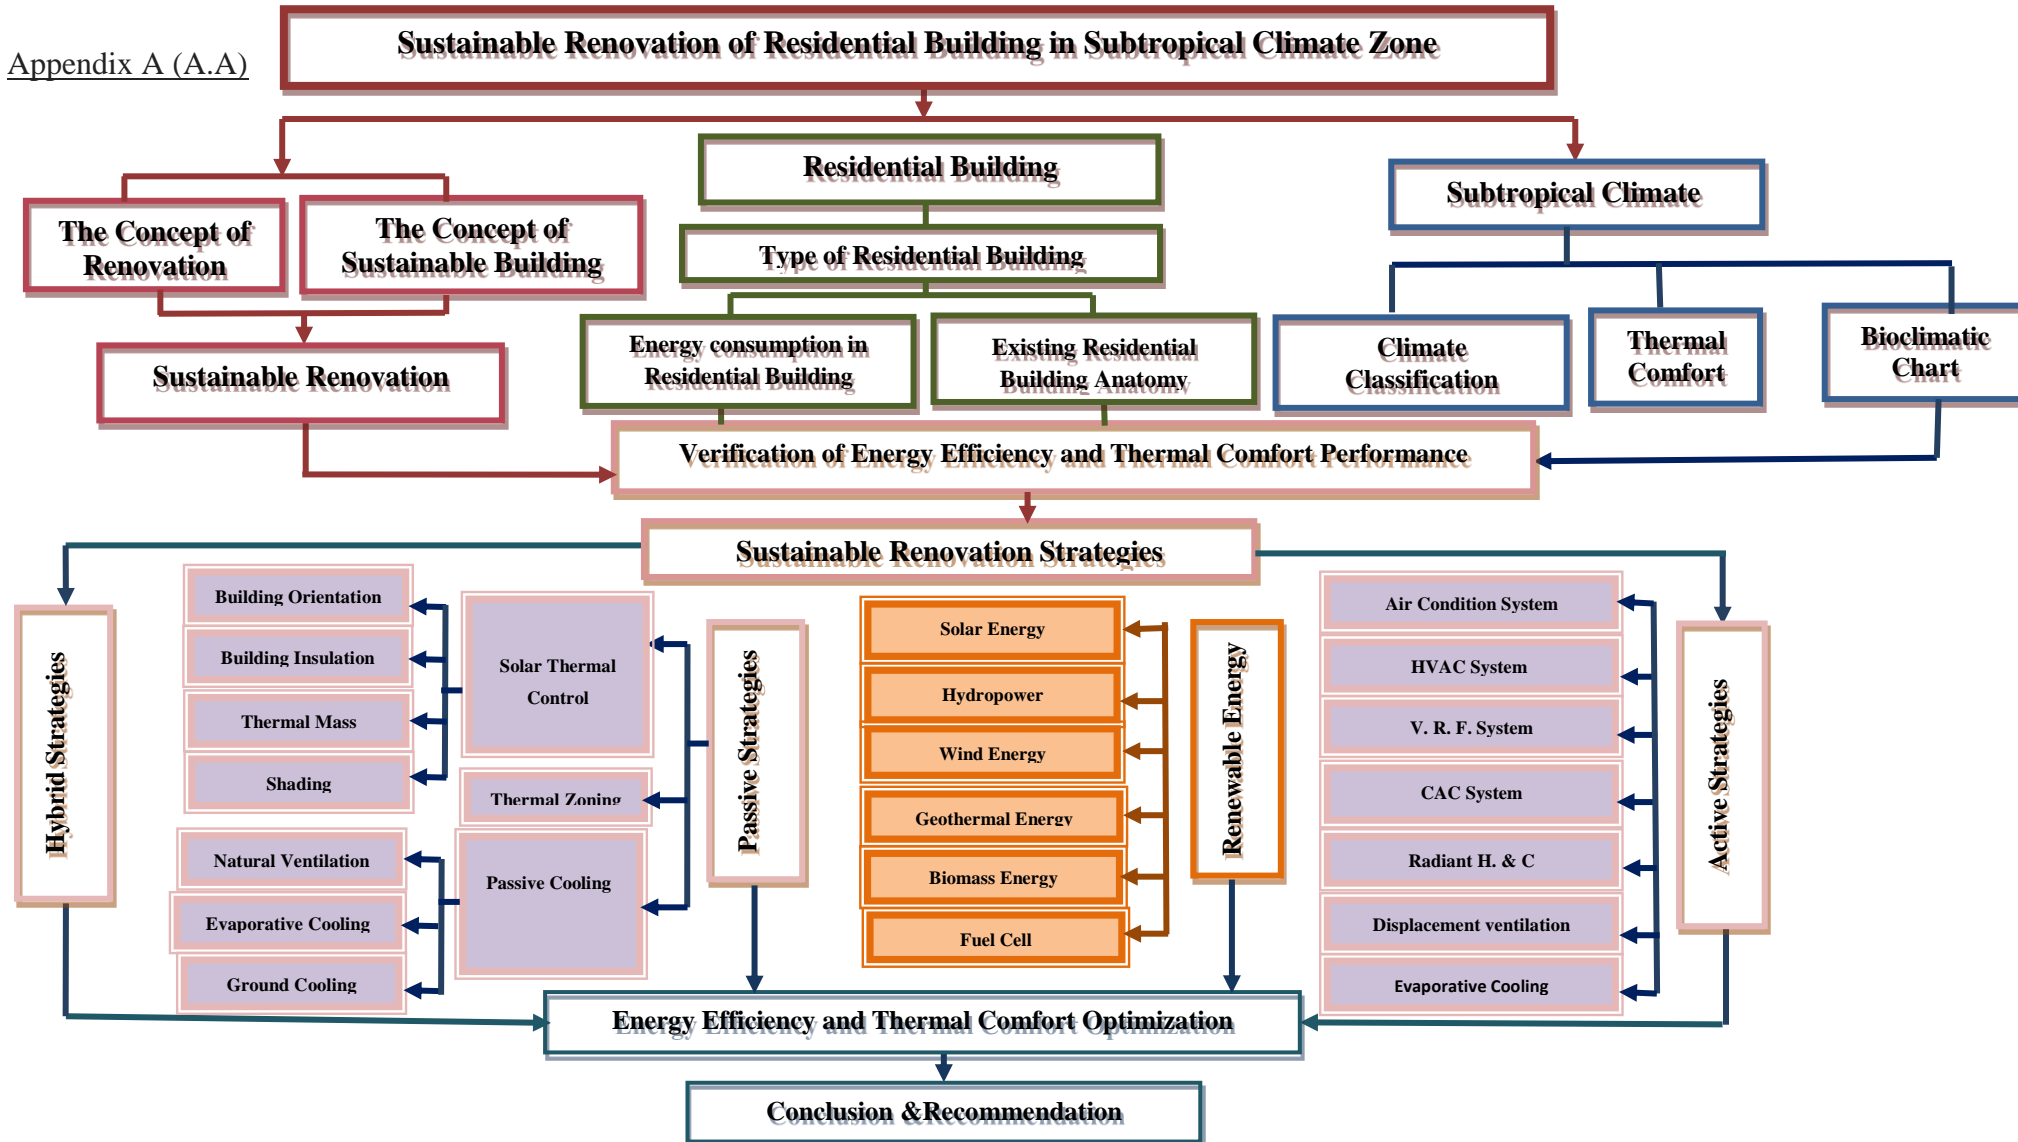 Sustainable Renovation of Residential Building in Subtropical Climate Zone
Appendix A (A.A)
Residential Building
Subtropical Climate
The Concept of
Renovation
The Concept of
Sustainable Building
Type of Residential Building
Sustainable Renovation
Energy consumption in
Residential Building
Existing Residential
Building Anatomy
Climate
Classification
Thermal
Comfort
Bioclimatic
Chart
Verification of Energy Efficiency and Thermal Comfort Performance
Sustainable Renovation Strategies
Hybrid Strategies
Building Orientation
Building Insulation
Thermal Mass
Shading
Natural Ventilation
Evaporative Cooling
Ground Cooling
Solar Thermal
Control
Thermal Zoning
Passive Cooling
Passive Strategies
Solar Energy
Hydropower
Wind Energy
Geothermal Energy
Biomass Energy
Fuel Cell
Renewable Energy
Air Condition System
HVAC System
V. R. F. System
CAC System
Radiant H. & C
Displacement ventilation
Evaporative Cooling
Active Strategies
Energy Efficiency and Thermal Comfort Optimization
Conclusion &Recommendation